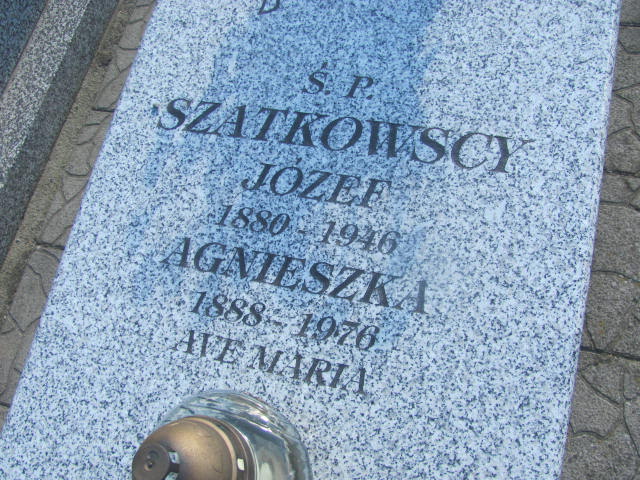 Ś. P.
SZATKOWSCY
JÓZEF
1880 - 1946
AGNIESZKA
1888 - 1976
AVE MARIA